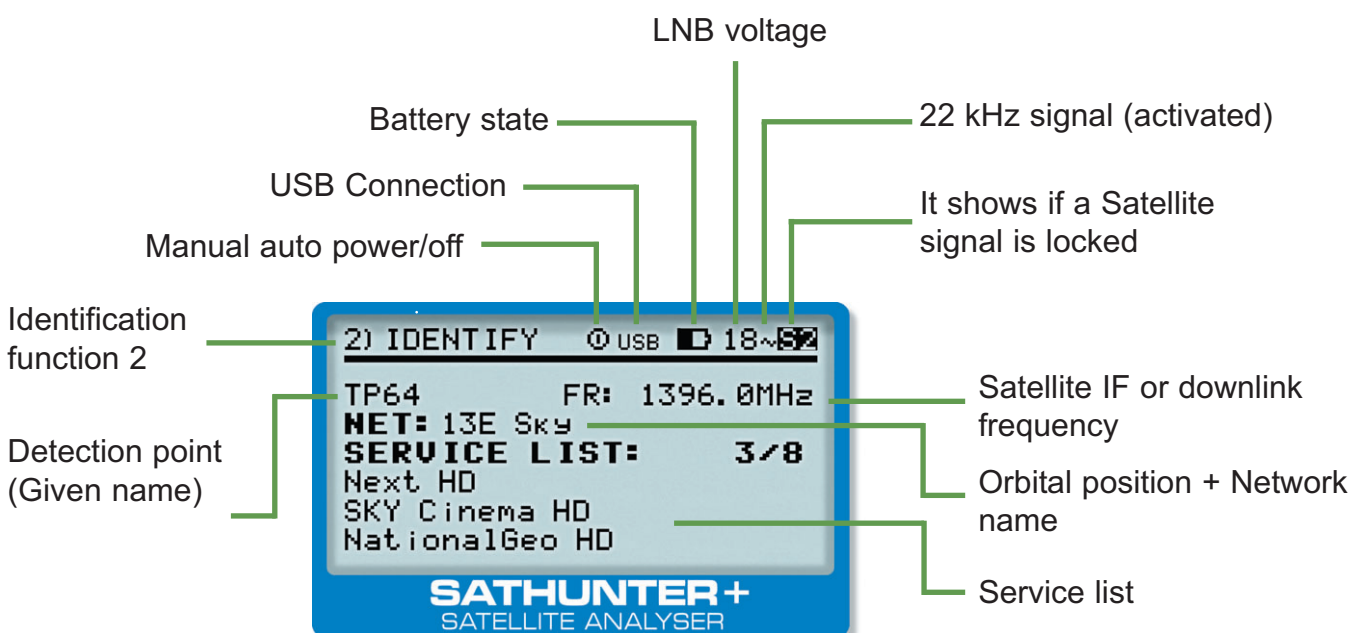 LNB voltage
Battery state
22 kHz signal (activated)
USB Connection
It shows if a Satellite
signal is locked
Manual auto power/off
Identification
function 2
2) IDENTIFY USB 18~S2
TP64 FR: 1396.0MHz
NET: 13E Sky
SERVICE LIST: 3/8
Next HD
SKY Cinema HD
NationalGeo HD
Satellite IF or downlink
frequency
Detection point
(Given name)
Orbital position + Network
name
Service list
SATHUNTER+
SATELLITE ANALYSER